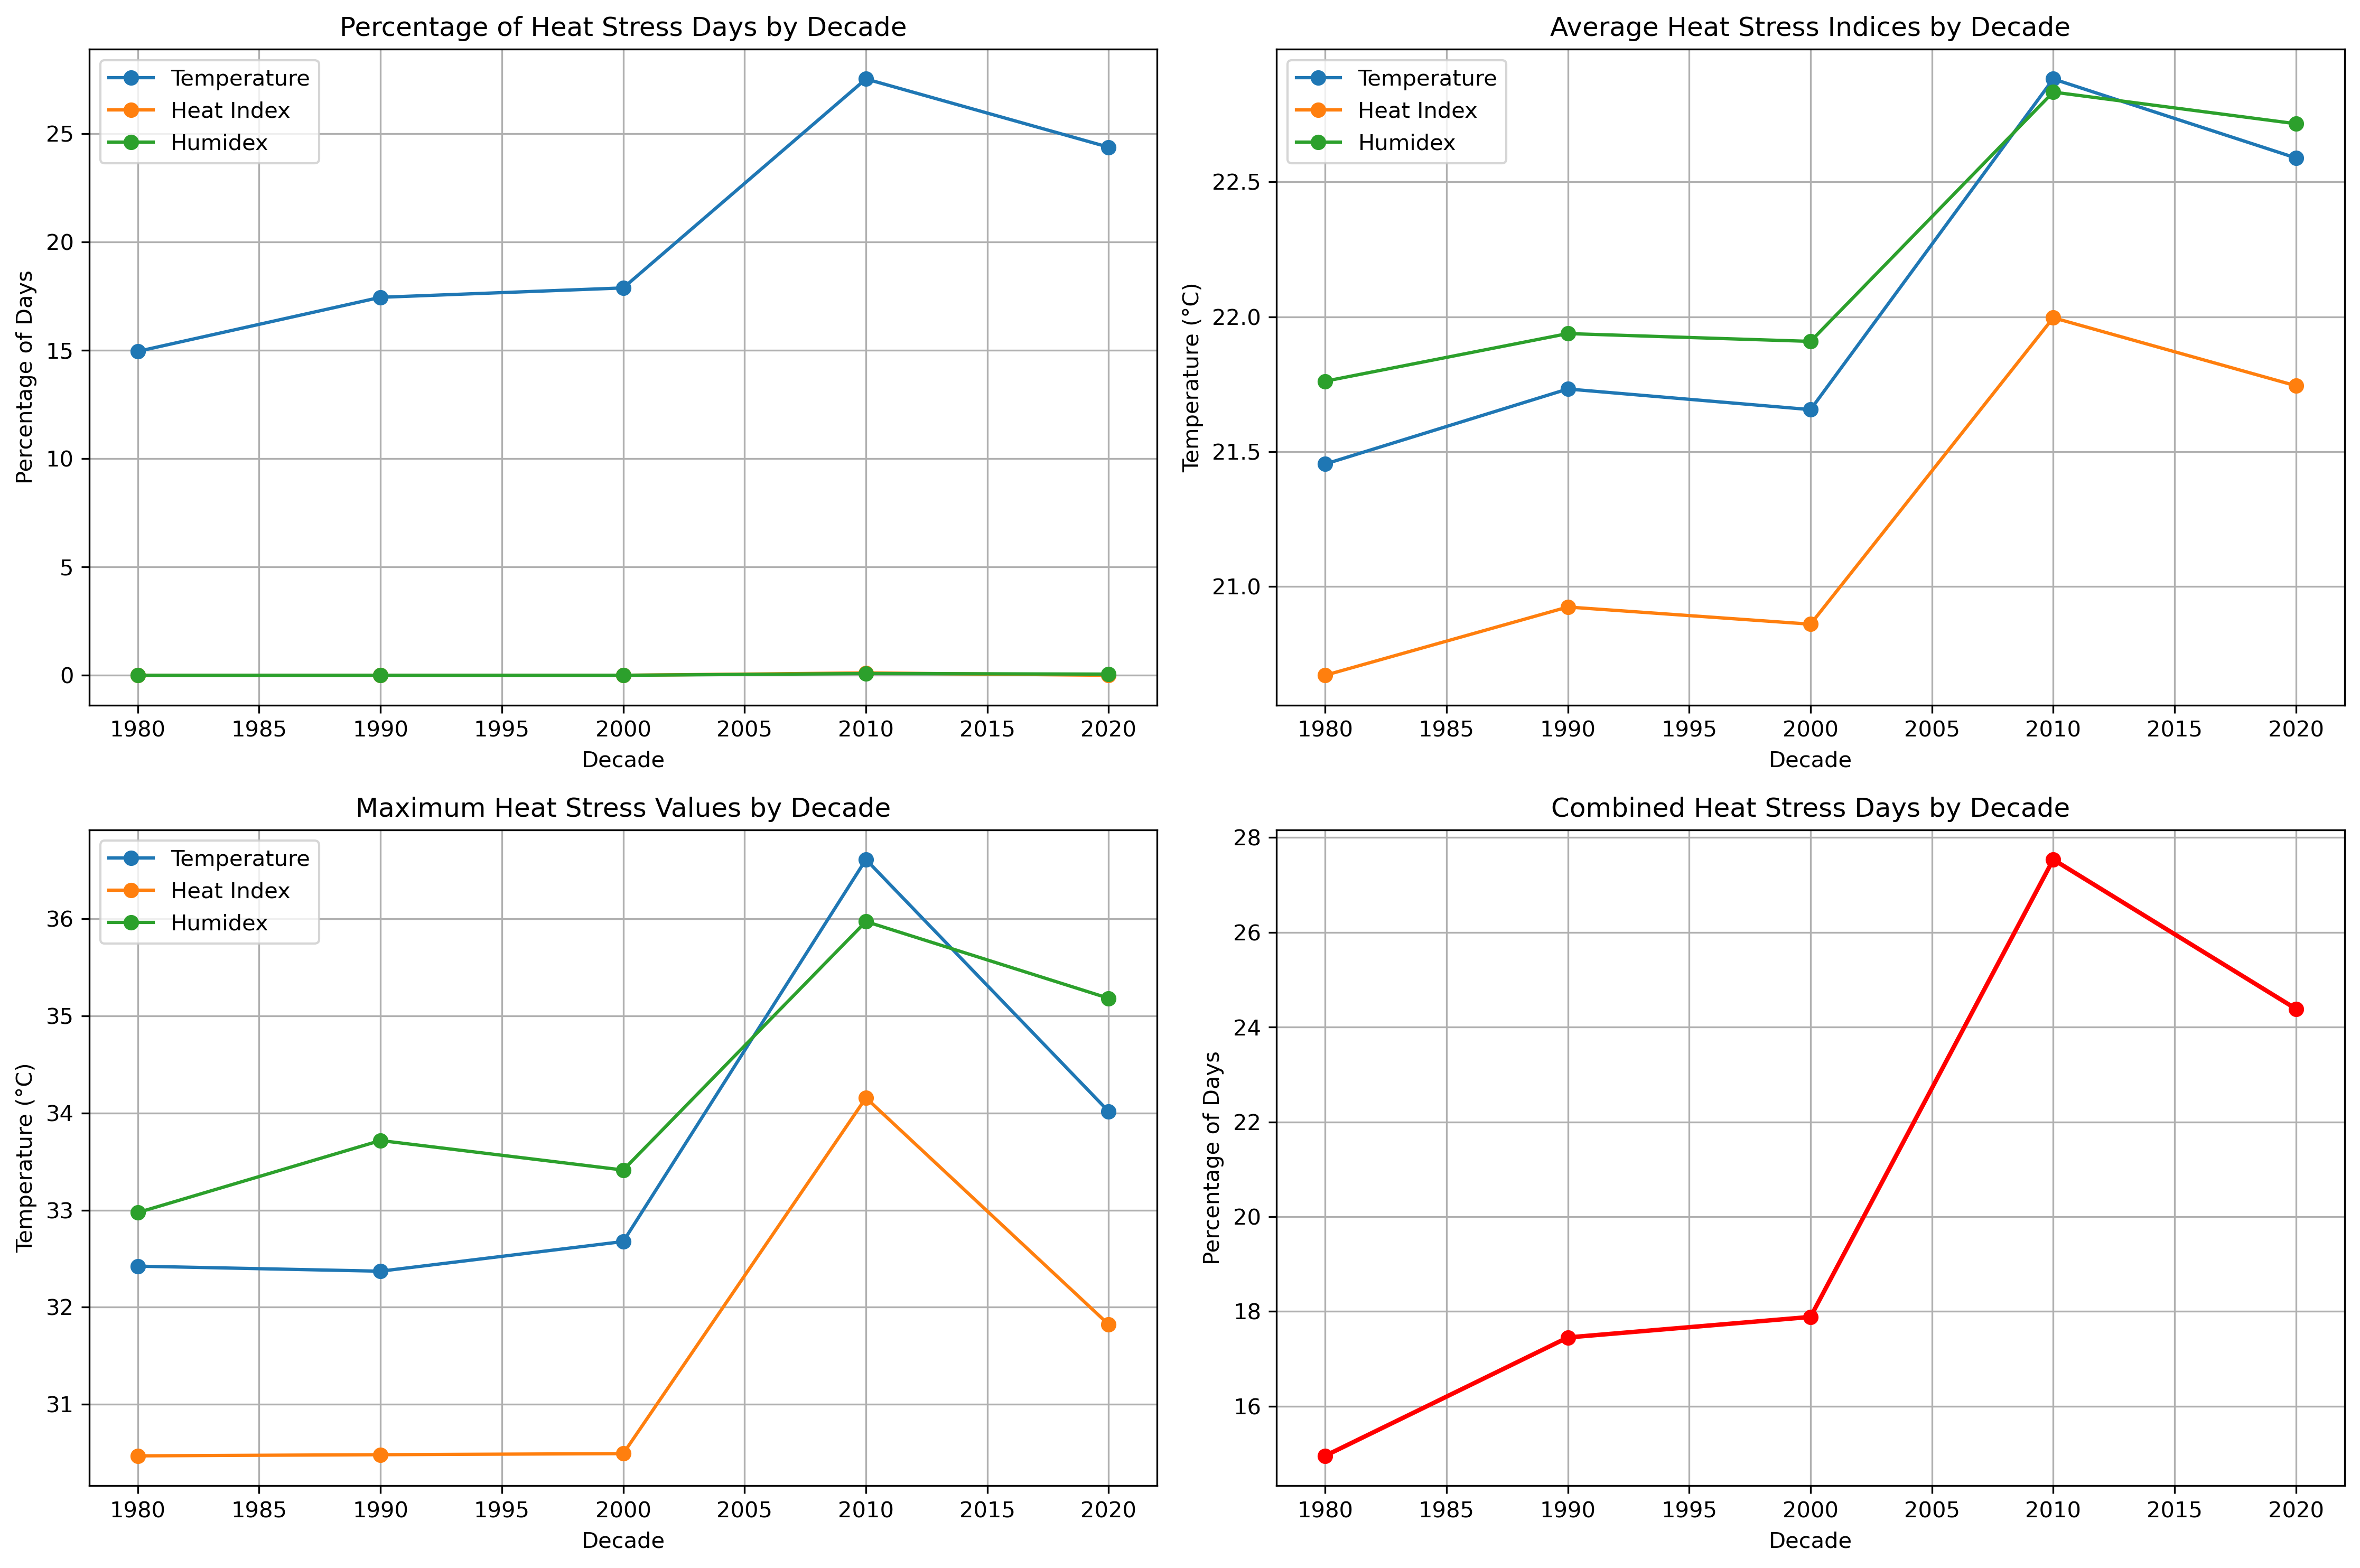 Percentage of Heat Stress Days by Decade
Temperature
Heat Index
Humidex
Percentage of Days
25
20
15
10
5
0
1980 1985 1990 1995 2000 2005 2010 2015 2020
Decade
Average Heat Stress Indices by Decade
Temperature
Heat Index
Humidex
Temperature (°C)
22.5
22.0
21.5
21.0
1980 1985 1990 1995 2000 2005 2010 2015 2020
Decade
Maximum Heat Stress Values by Decade
Temperature
Heat Index
Humidex
Temperature (°C)
36
35
34
33
32
31
1980 1985 1990 1995 2000 2005 2010 2015 2020
Decade
Combined Heat Stress Days by Decade
Percentage of Days
28
26
24
22
20
18
16
1980 1985 1990 1995 2000 2005 2010 2015 2020
Decade